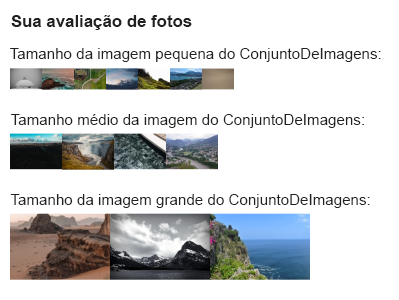 Sua avaliação de fotos
Tamanho da imagem pequena do ConjuntoDeImagens:
Tamanho médio da imagem do ConjuntoDeImagens:
Tamanho da imagem grande do ConjuntoDeImagens: